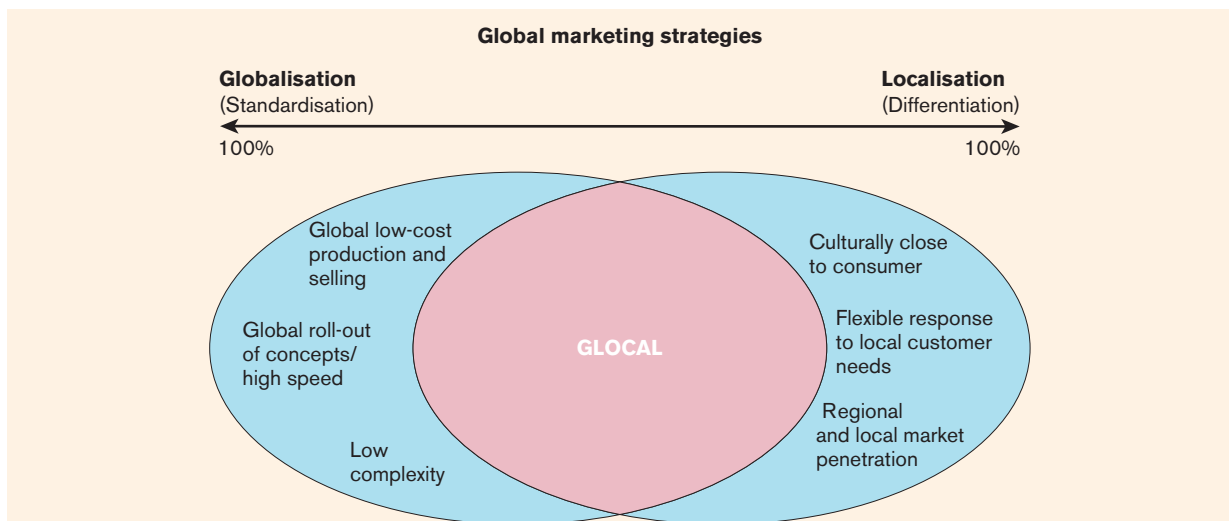 Global marketing strategies
Globalisation
(Standardisation)
100%
Localisation
(Differentiation)
100%
Global low-cost
production and
selling
Global roll-out
of concepts/
high speed
Low
complexity
GLOCAL
Culturally close
to consumer
Flexible response
to local customer
needs
Regional
and local market
penetration